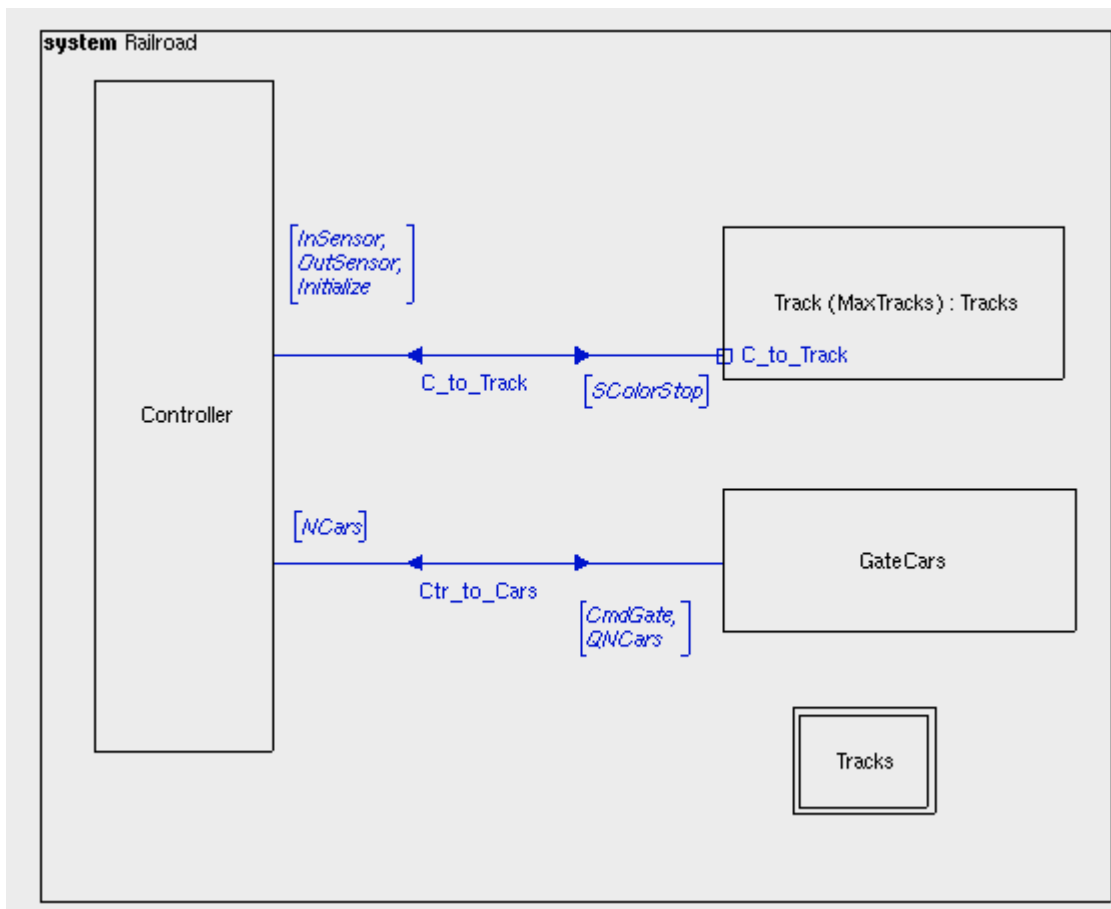 system Railroad
[InSensor,
OutSensor,
Initialize]
Track (MaxTracks) : Tracks
C_to_Track
C_to_Track
[SColorStop]
Controller
[NCars]
GateCars
Ctr_to_Cars
[CmdGate,
QNCars]
Tracks